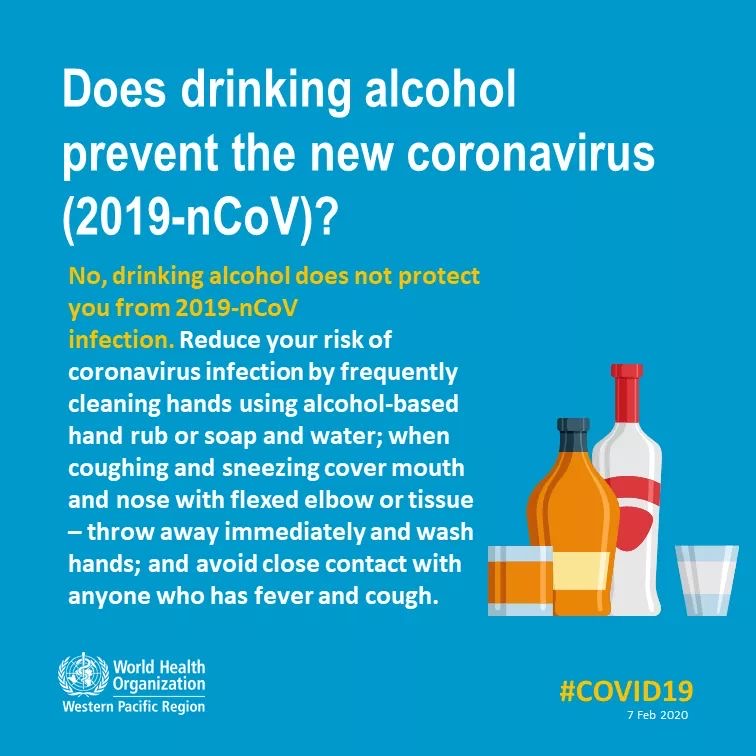 Does drinking alcohol
prevent the new coronavirus
(2019-nCoV)?
No, drinking alcohol does not protect
you from 2019-nCoV
infection. Reduce your risk of
coronavirus infection by frequently
cleaning hands using alcohol-based
hand rub or soap and water; when
coughing and sneezing cover mouth
and nose with flexed elbow or tissue
– throw away immediately and wash
hands; and avoid close contact with
anyone who has fever and cough.
World Health
Organization
Western Pacific Region
#COVID19
7 Feb 2020